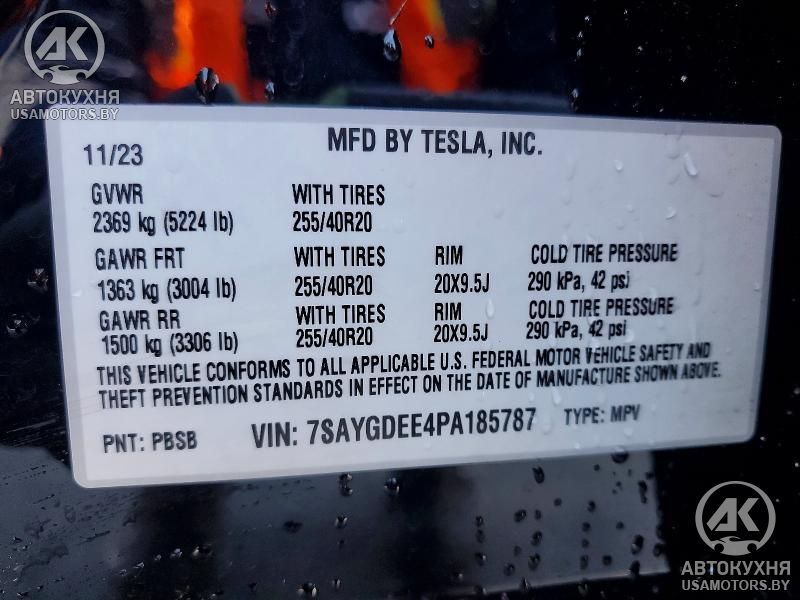 AK
АВТОКУХНЯ
USAMOTORS.BY
11/23 MFD BY TESLA, INC.
GVWR WITH TIRES
2369 kg (5224 lb) 255/40R20
GAWR FRT WITH TIRES RIM COLD TIRE PRESSURE
1363 kg (3004 lb) 255/40R20 20X9.5J 290 kPa, 42 psi
GAWR RR WITH TIRES RIM COLD TIRE PRESSURE
1500 kg (3306 lb) 255/40R20 20X9.5J 290 kPa, 42 psi
THIS VEHICLE CONFORMS TO ALL APPLICABLE U.S. FEDERAL MOTOR VEHICLE SAFETY AND
THEFT PREVENTION STANDARDS IN EFFECT ON THE DATE OF MANUFACTURE SHOWN ABOVE.
PNT: PBSB VIN: 7SAYGDEE4PA185787 TYPE: MPV
AK
АВТОКУХНЯ
USAMOTORS.BY